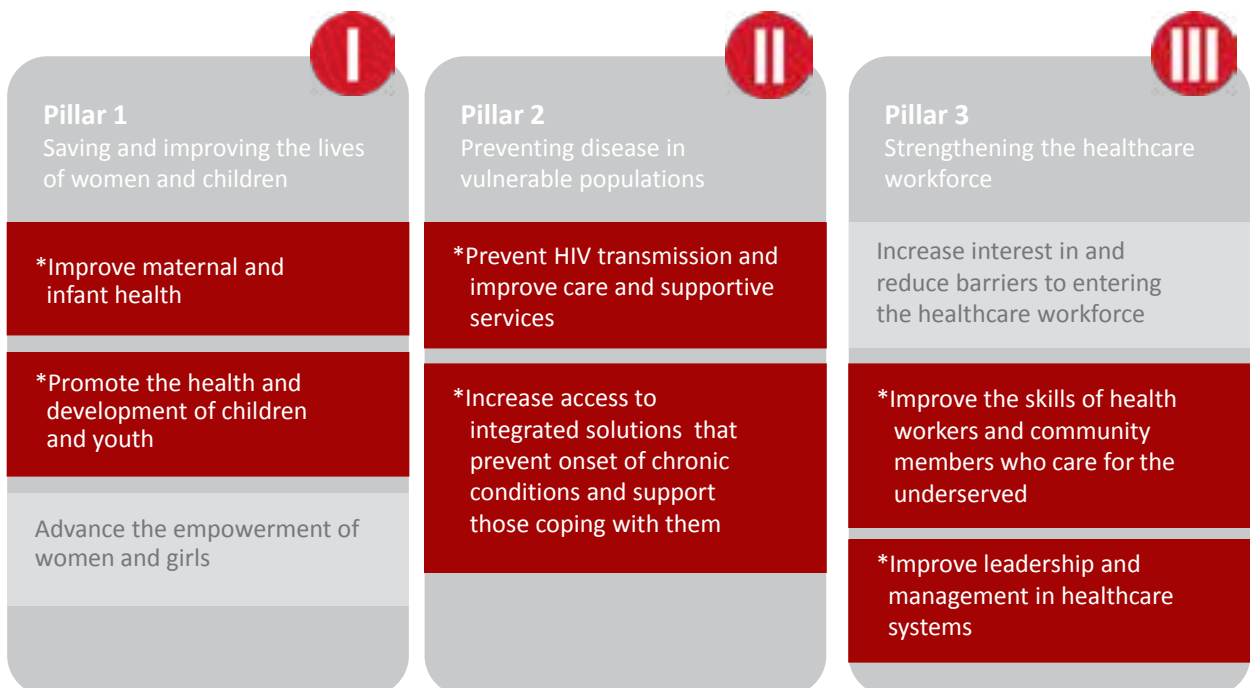 I
Pillar 1
Saving and improving the lives
of women and children
*Improve maternal and
infant health
*Promote the health and
development of children
and youth
Advance the empowerment of
women and girls
II
Pillar 2
Preventing disease in
vulnerable populations
*Prevent HIV transmission and
improve care and supportive
services
*Increase access to
integrated solutions that
prevent onset of chronic
conditions and support
those coping with them
III
Pillar 3
Strengthening the healthcare
workforce
Increase interest in and
reduce barriers to entering
the healthcare workforce
*Improve the skills of health
workers and community
members who care for the
underserved
*Improve leadership and
management in healthcare
systems